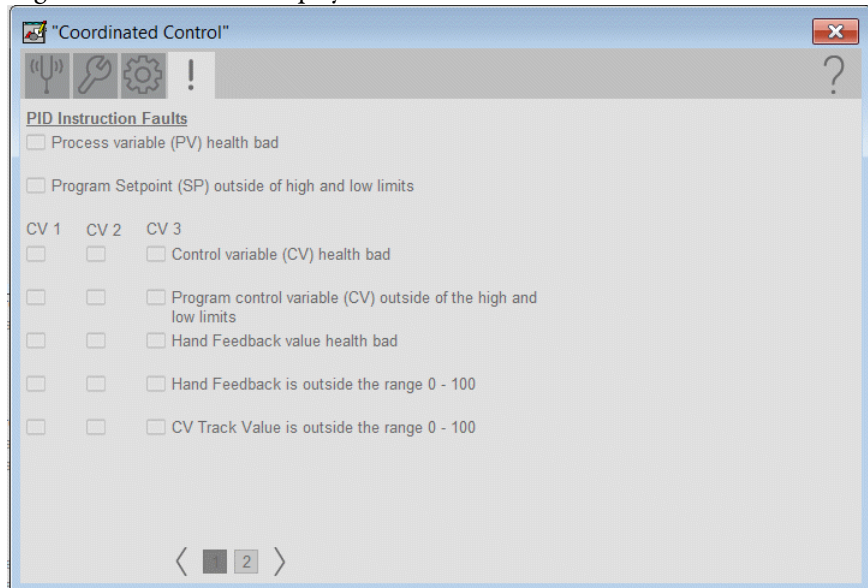 "Coordinated Control"
PID Instruction Faults
Process variable (PV) health bad
Program Setpoint (SP) outside of high and low limits
CV 1 CV 2 CV 3
Control variable (CV) health bad
Program control variable (CV) outside of the high and
low limits
Hand Feedback value health bad
Hand Feedback is outside the range 0 - 100
CV Track Value is outside the range 0 - 100
1 2